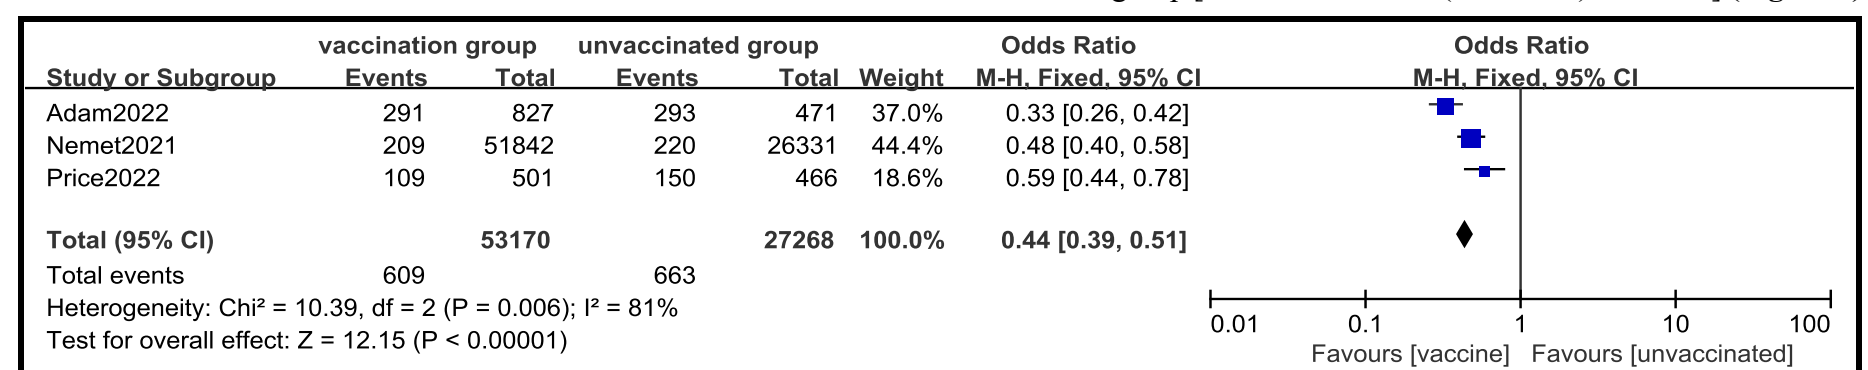 vaccination group unvaccinated group Odds Ratio Odds Ratio
Study or Subgroup Events Total Events Total Weight M-H, Fixed, 95% CI M-H, Fixed, 95% CI
Adam2022 291 827 293 471 37.0% 0.33 [0.26, 0.42]
Nemet2021 209 51842 220 26331 44.4% 0.48 [0.40, 0.58]
Price2022 109 501 150 466 18.6% 0.59 [0.44, 0.78]
Total (95% CI) 53170 27268 100.0% 0.44 [0.39, 0.51]
Total events 609 663
Heterogeneity: Chi² = 10.39, df = 2 (P = 0.006); I² = 81%
Test for overall effect: Z = 12.15 (P < 0.00001)
0.01 0.1 1 10 100
Favours [vaccine] Favours [unvaccinated]